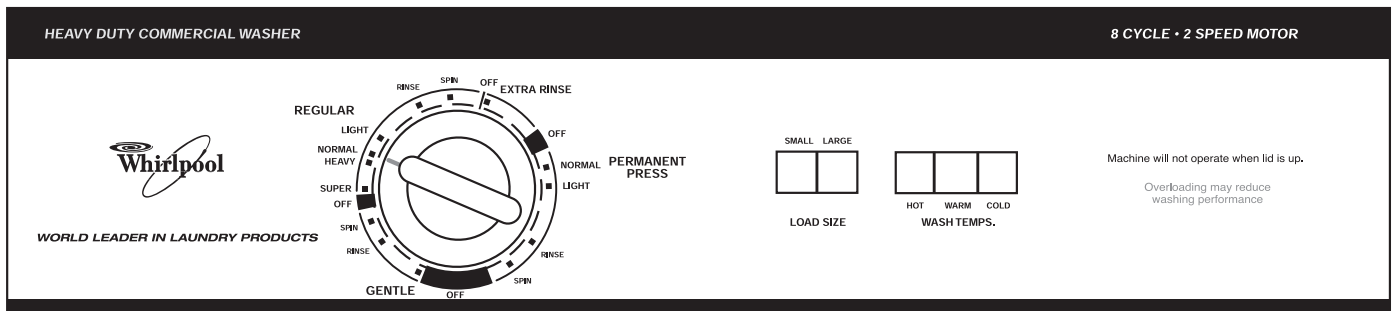 HEAVY DUTY COMMERCIAL WASHER
8 CYCLE • 2 SPEED MOTOR
Whirlpool
WORLD LEADER IN LAUNDRY PRODUCTS
REGULAR
LIGHT
NORMAL
HEAVY
SUPER
OFF
SPIN
RINSE
GENTLE
OFF
SPIN
RINSE
RINSE
SPIN
OFF
EXTRA RINSE
OFF
NORMAL
LIGHT
PERMANENT
PRESS
SMALL LARGE
LOAD SIZE
HOT WARM COLD
WASH TEMPS.
Machine will not operate when lid is up.
Overloading may reduce
washing performance